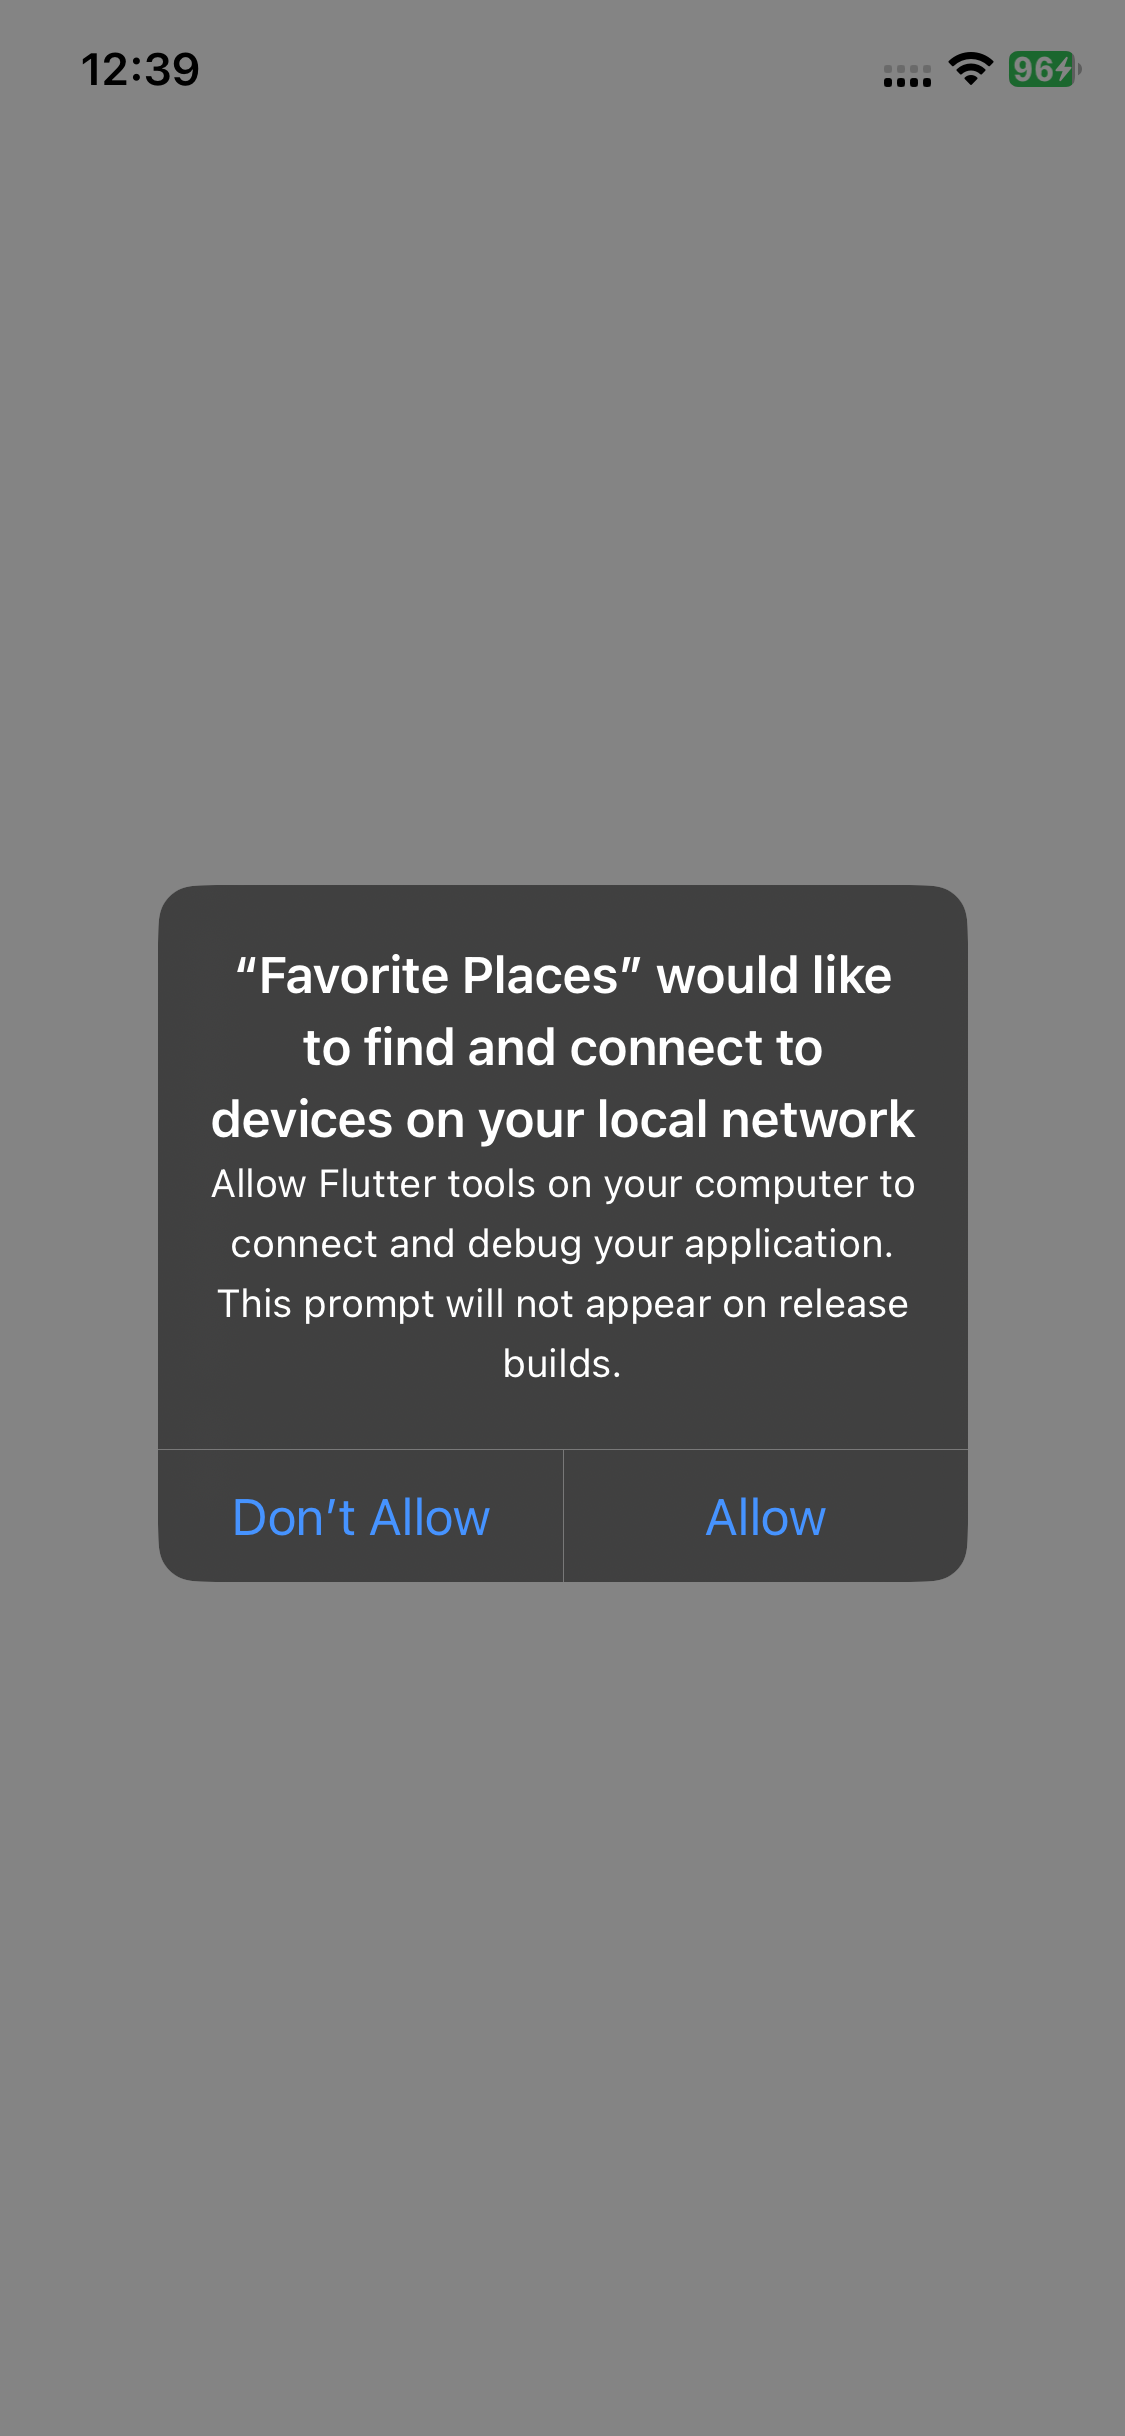 12:39
96
“Favorite Places” would like
to find and connect to
devices on your local network
Allow Flutter tools on your computer to
connect and debug your application.
This prompt will not appear on release
builds.
Don’t Allow
Allow